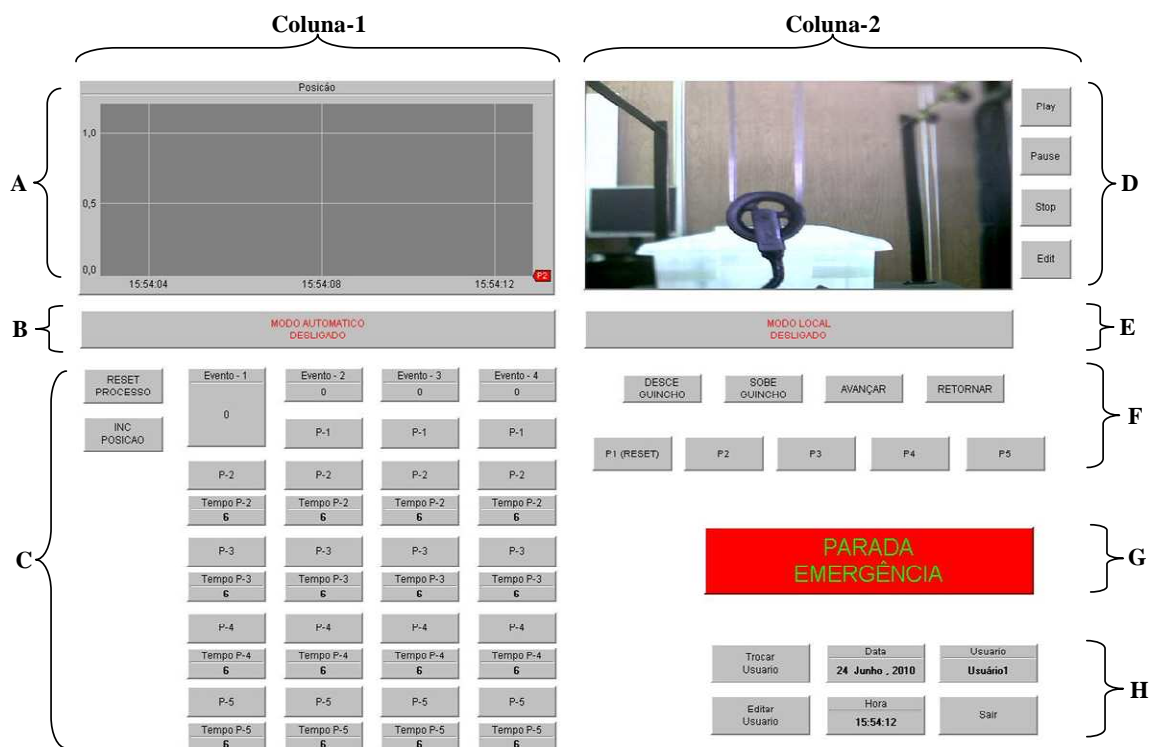 Coluna-1
Coluna-2
A
Posicão
1,0
0,5
0,0
15:54:04
15:54:08
15:54:12
P2
Play
Pause
Stop
Edit
D
B
MODO AUTOMATICO
DESLIGADO
MODO LOCAL
DESLIGADO
E
C
RESET
PROCESSO
INC
POSICAO
Evento - 1
0
Evento - 2
0
Evento - 3
0
Evento - 4
0
P-1
P-1
P-1
P-2
P-2
P-2
P-2
Tempo P-2
6
Tempo P-2
6
Tempo P-2
6
Tempo P-2
6
P-3
P-3
P-3
P-3
Tempo P-3
6
Tempo P-3
6
Tempo P-3
6
Tempo P-3
6
P-4
P-4
P-4
P-4
Tempo P-4
6
Tempo P-4
6
Tempo P-4
6
Tempo P-4
6
P-5
P-5
P-5
P-5
Tempo P-5
6
Tempo P-5
6
Tempo P-5
6
Tempo P-5
6
DESCE
GUINCHO
SOBE
GUINCHO
AVANÇAR
RETORNAR
F
P1 (RESET)
P2
P3
P4
P5
PARADA
EMERGÊNCIA
G
Trocar
Usuario
Data
24 Junho , 2010
Usuario
Usuário1
H
Editar
Usuario
Hora
15:54:12
Sair